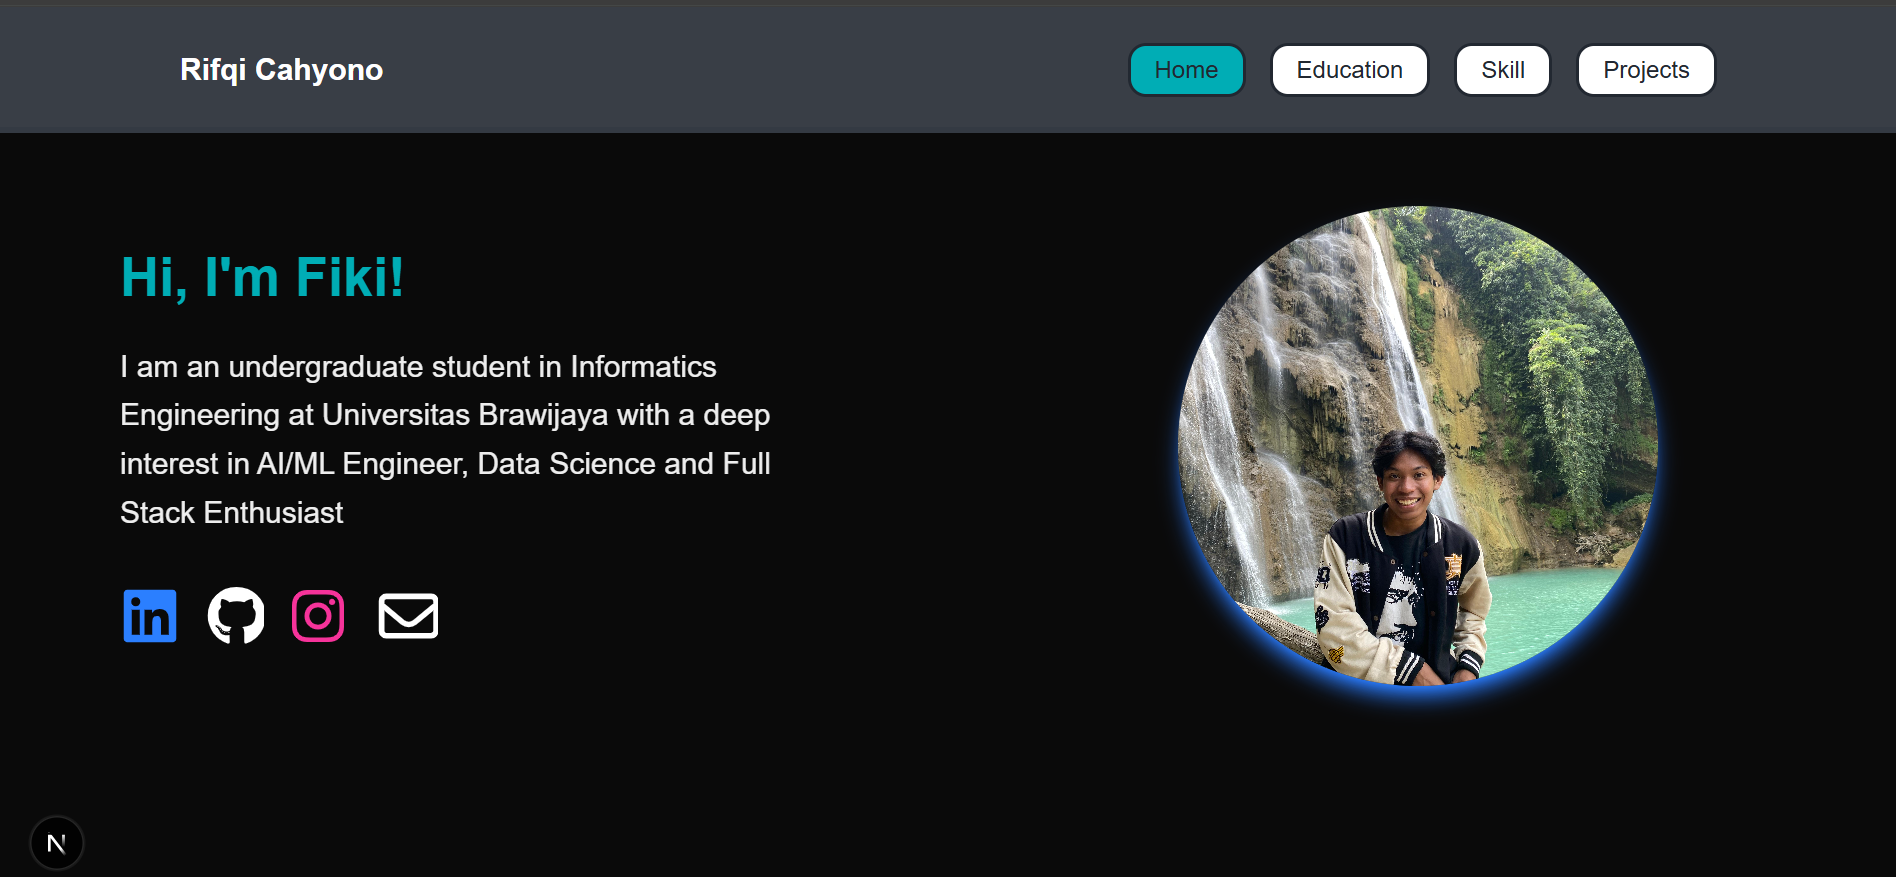 Rifqi Cahyono
Home
Education
Skill
Projects
Hi, I'm Fiki!
I am an undergraduate student in Informatics
Engineering at Universitas Brawijaya with a deep
interest in AI/ML Engineer, Data Science and Full
Stack Enthusiast
in
N